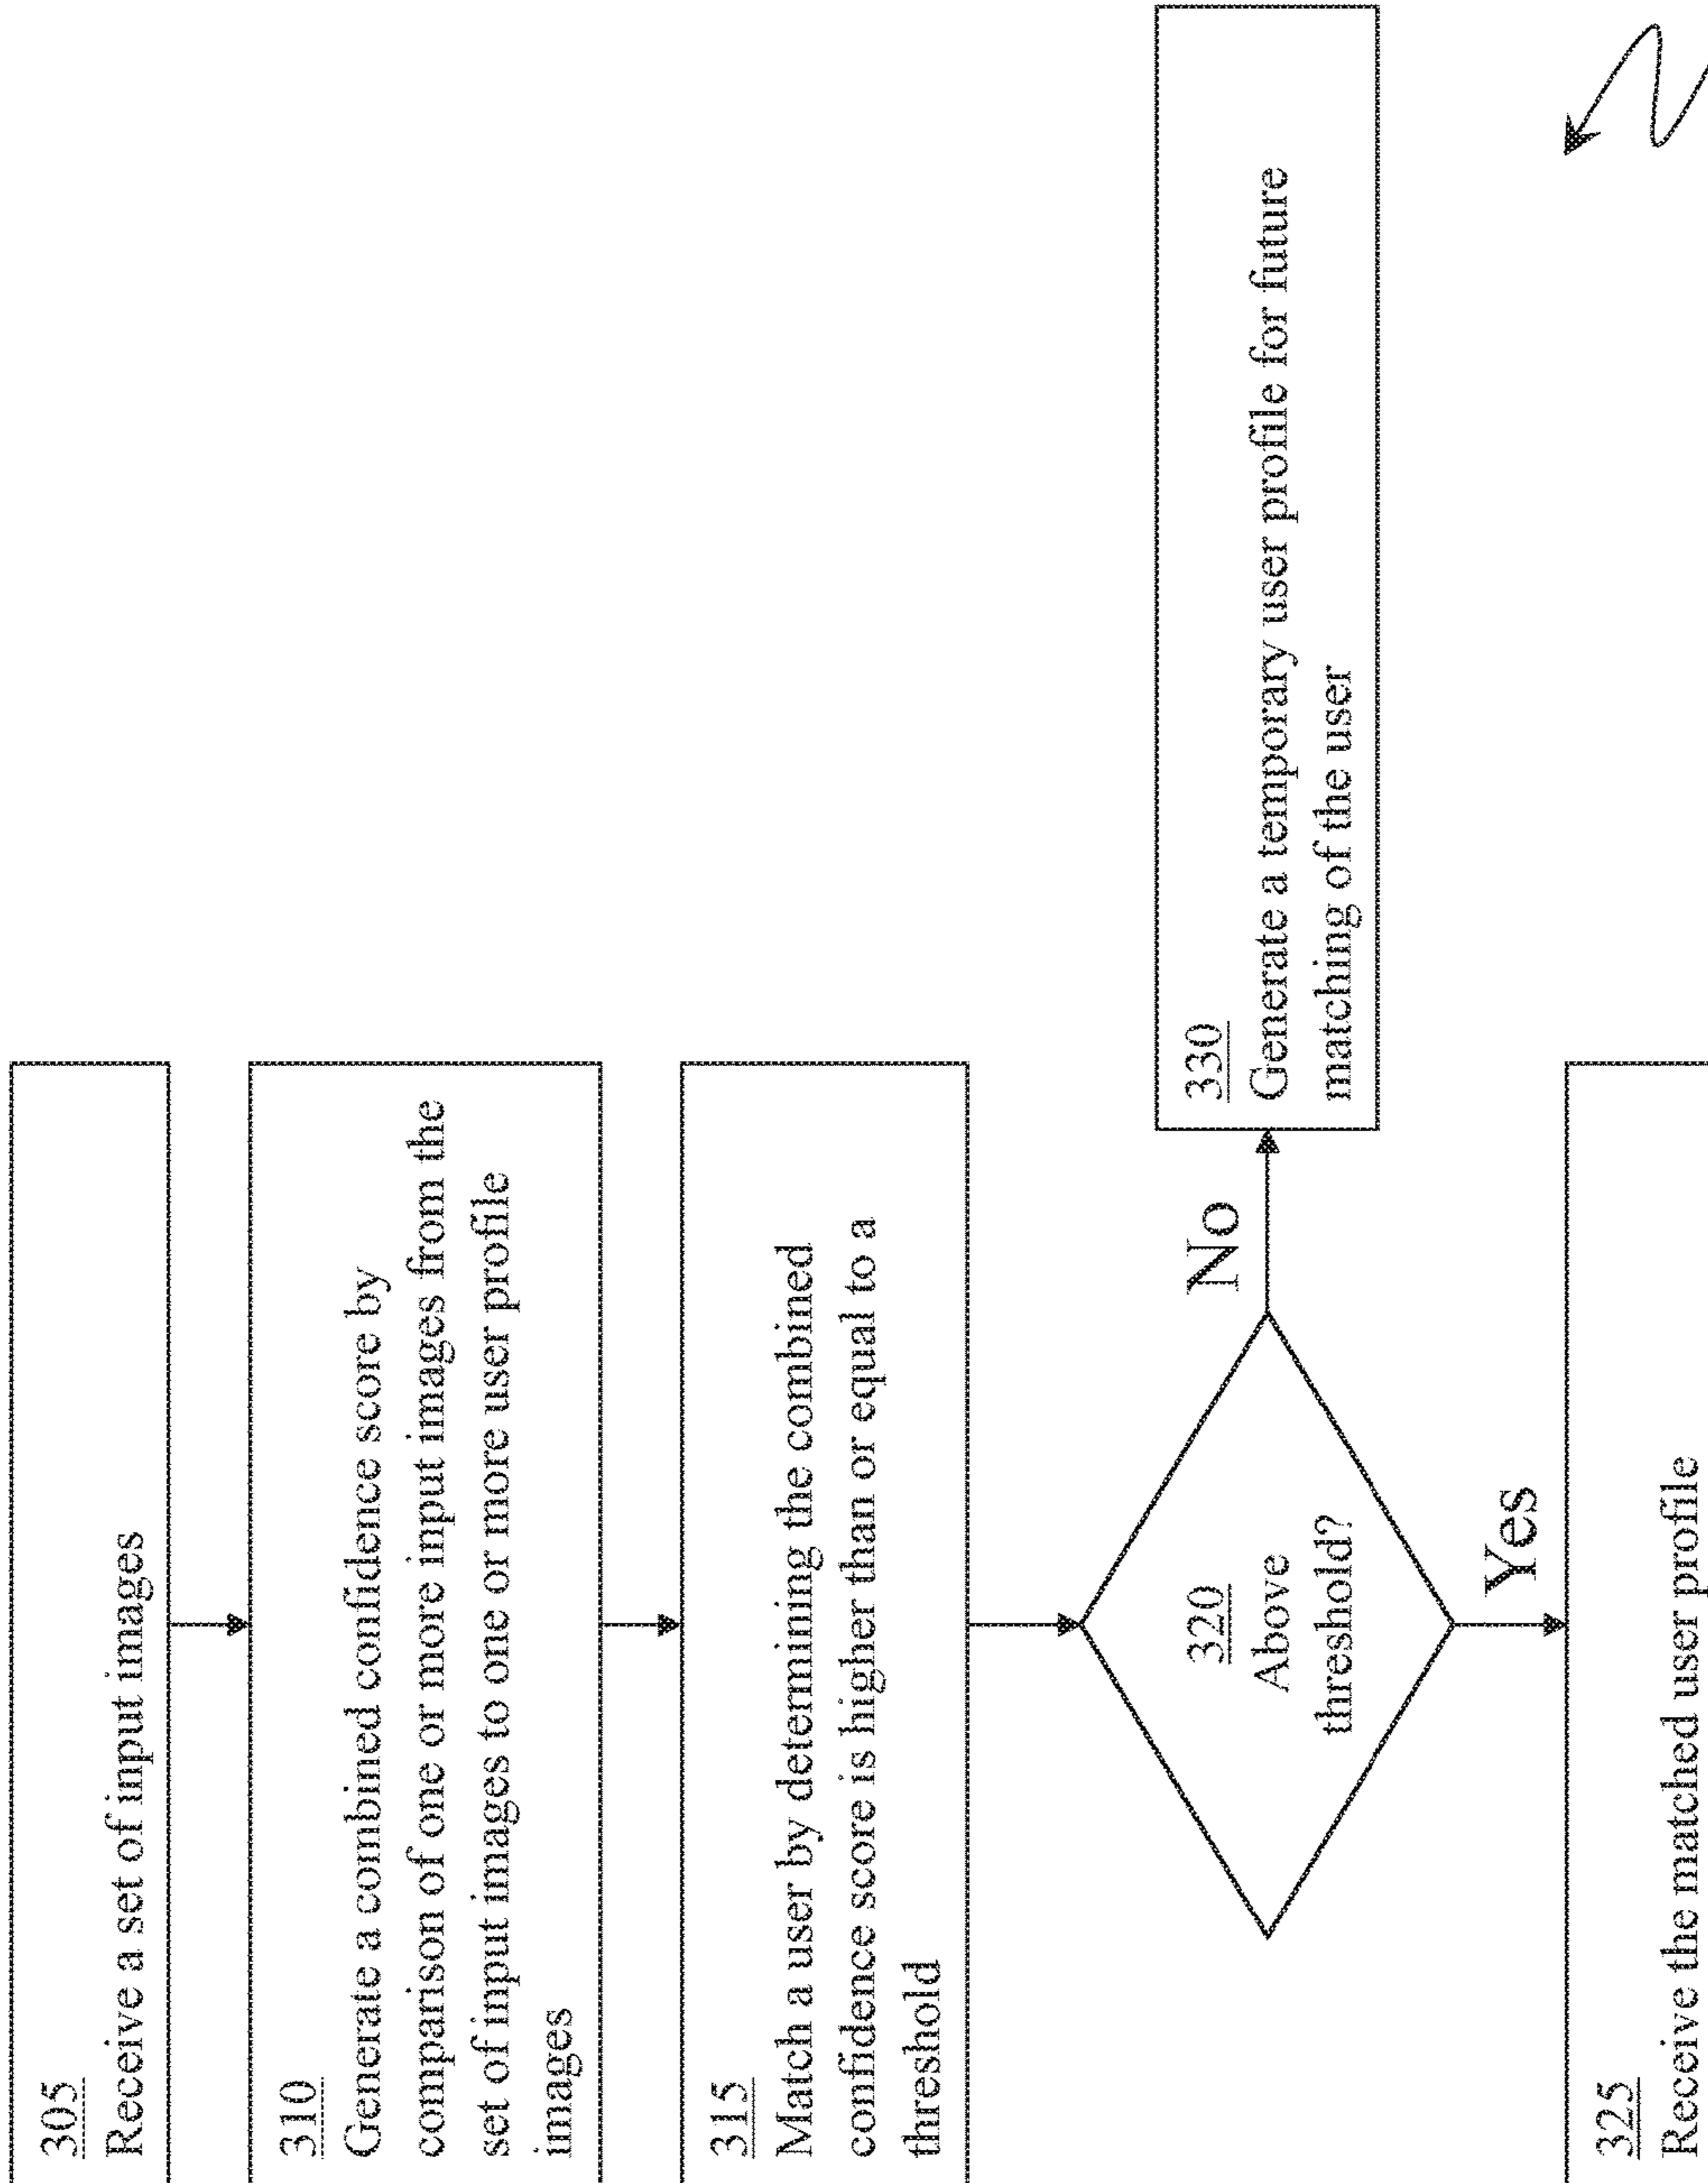 305
Receive a set of input images
310
Generate a combined confidence score by
comparison of one or more input images from the
set of input images to one or more user profile
images
315
Match a user by determining the combined
confidence score is higher than or equal to a
threshold
320
Above
threshold?
No
330
Generate a temporary user profile for future
matching of the user
Yes
325
Receive the matched user profile